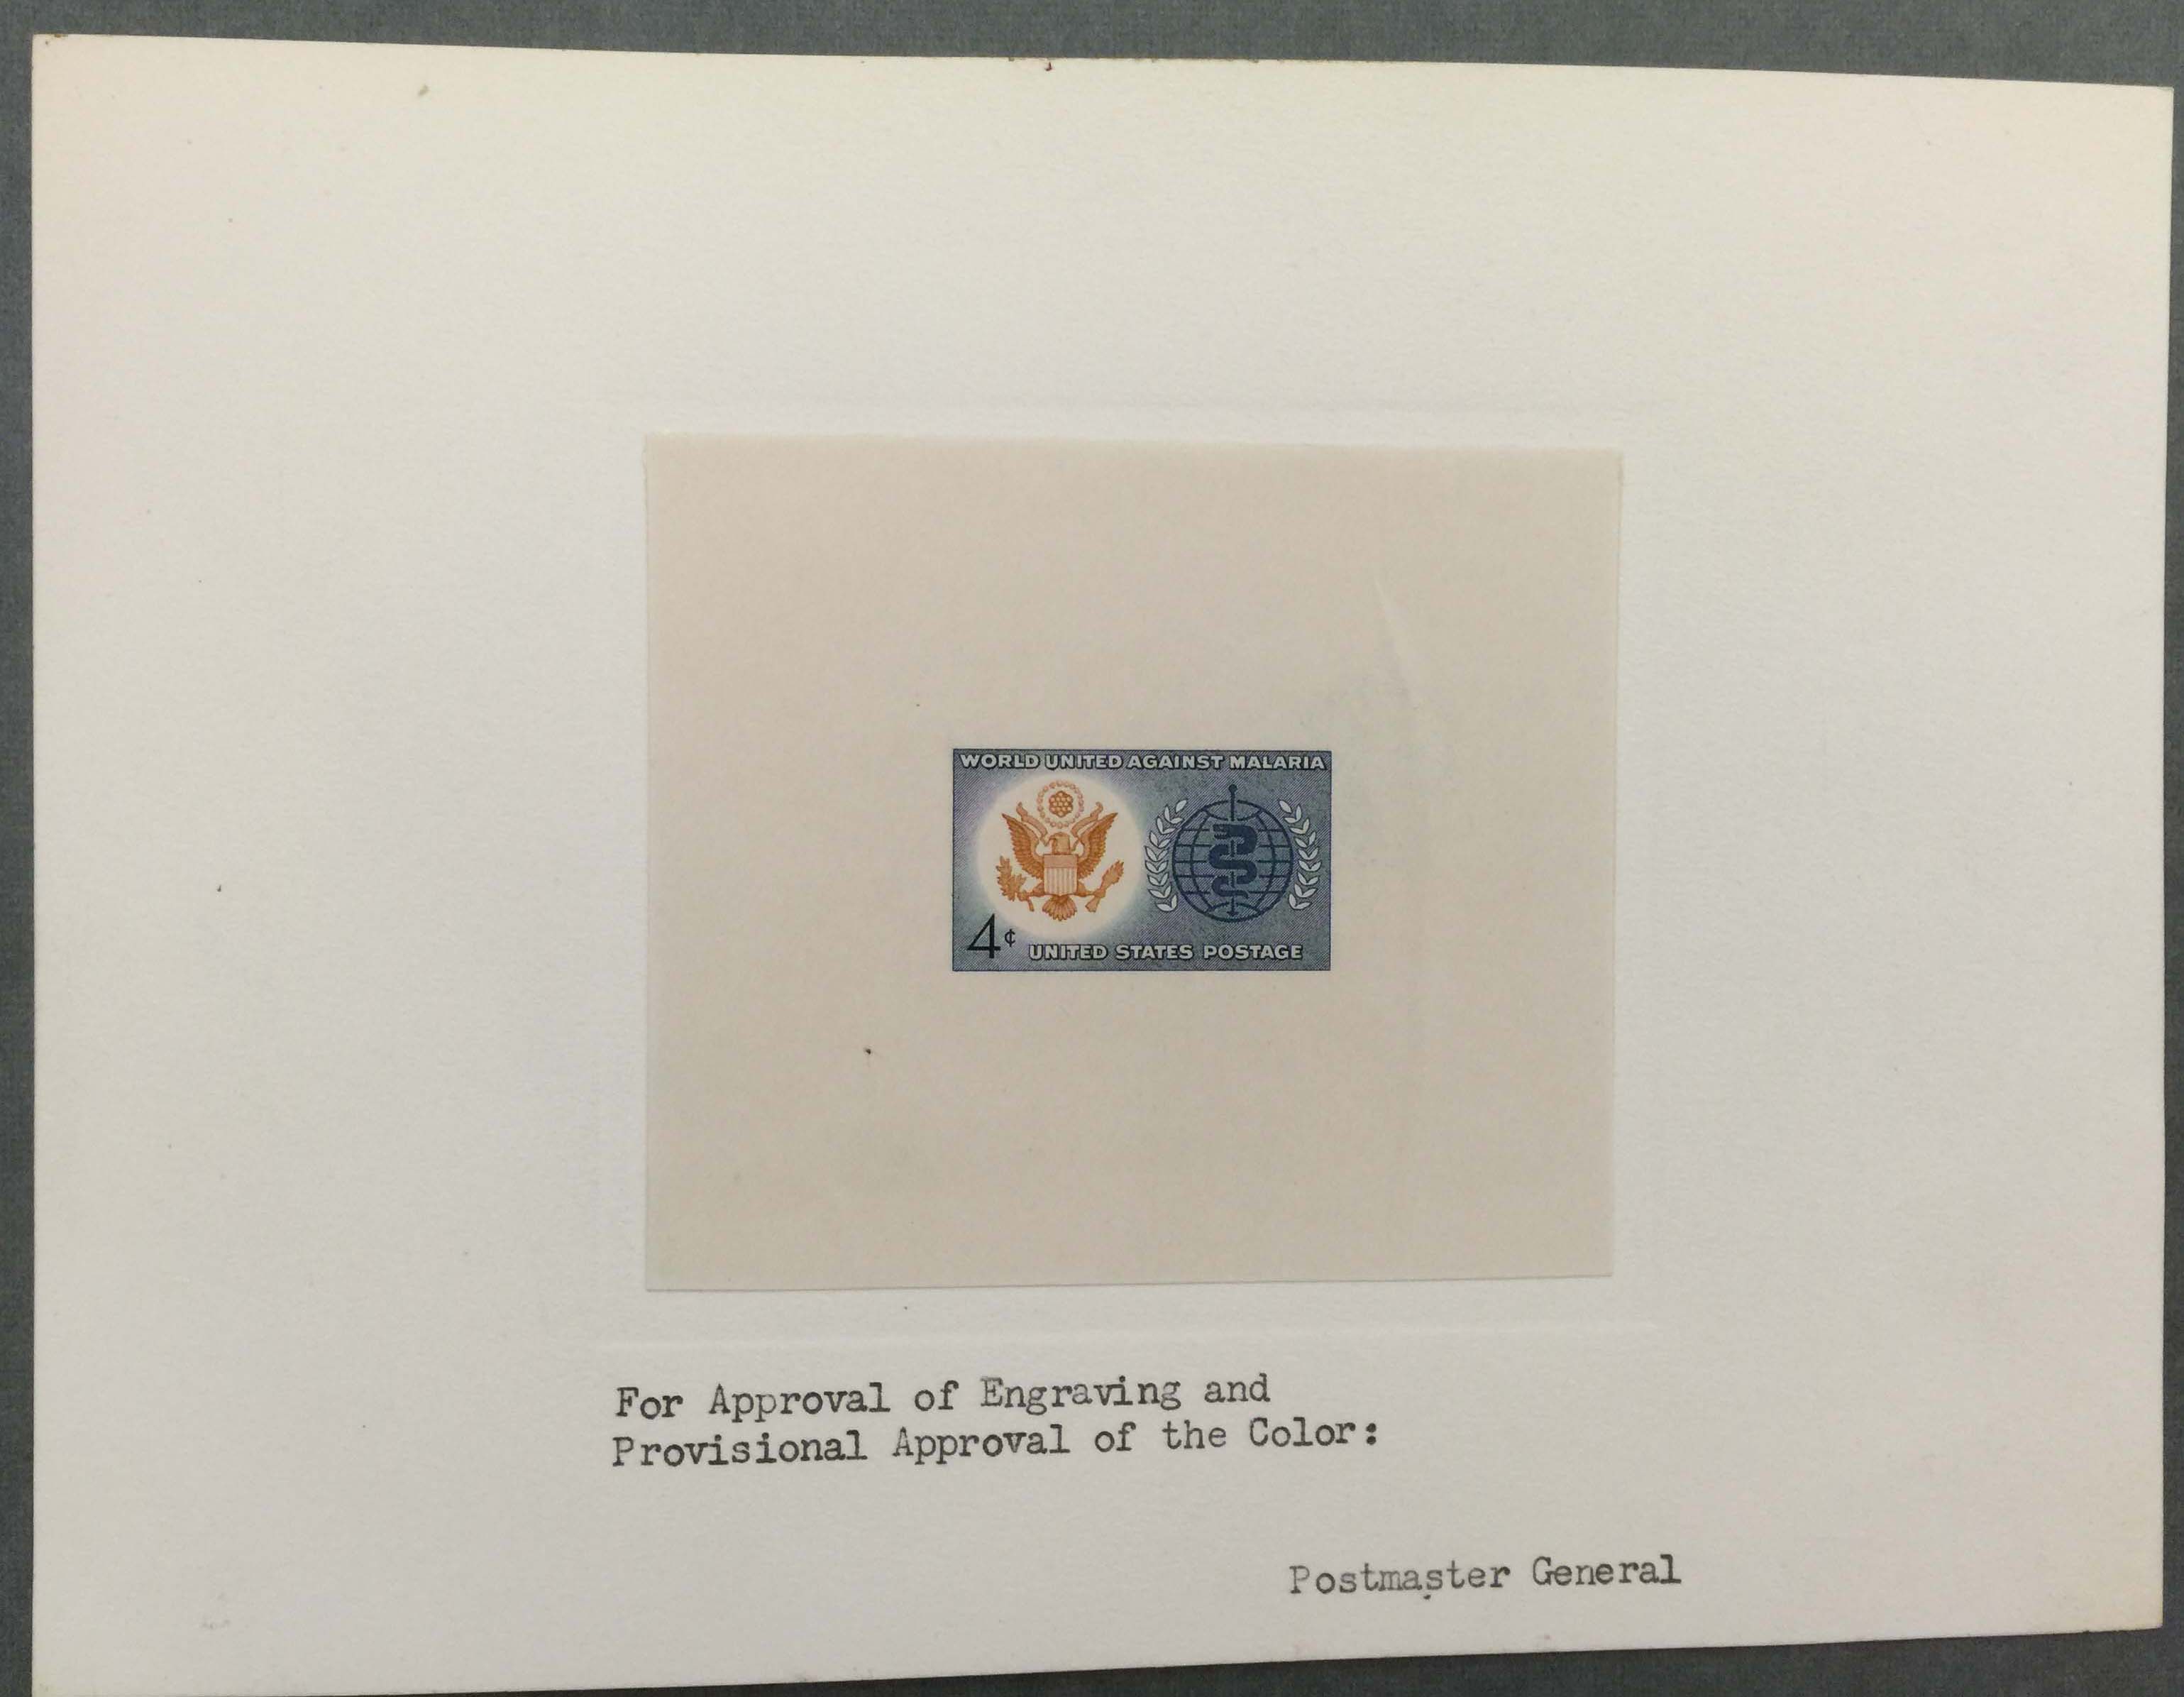 WORLD UNITED AGAINST MALARIA
4¢ UNITED STATES POSTAGE
For Approval of Engraving and
Provisional Approval of the Color:
Postmaster General